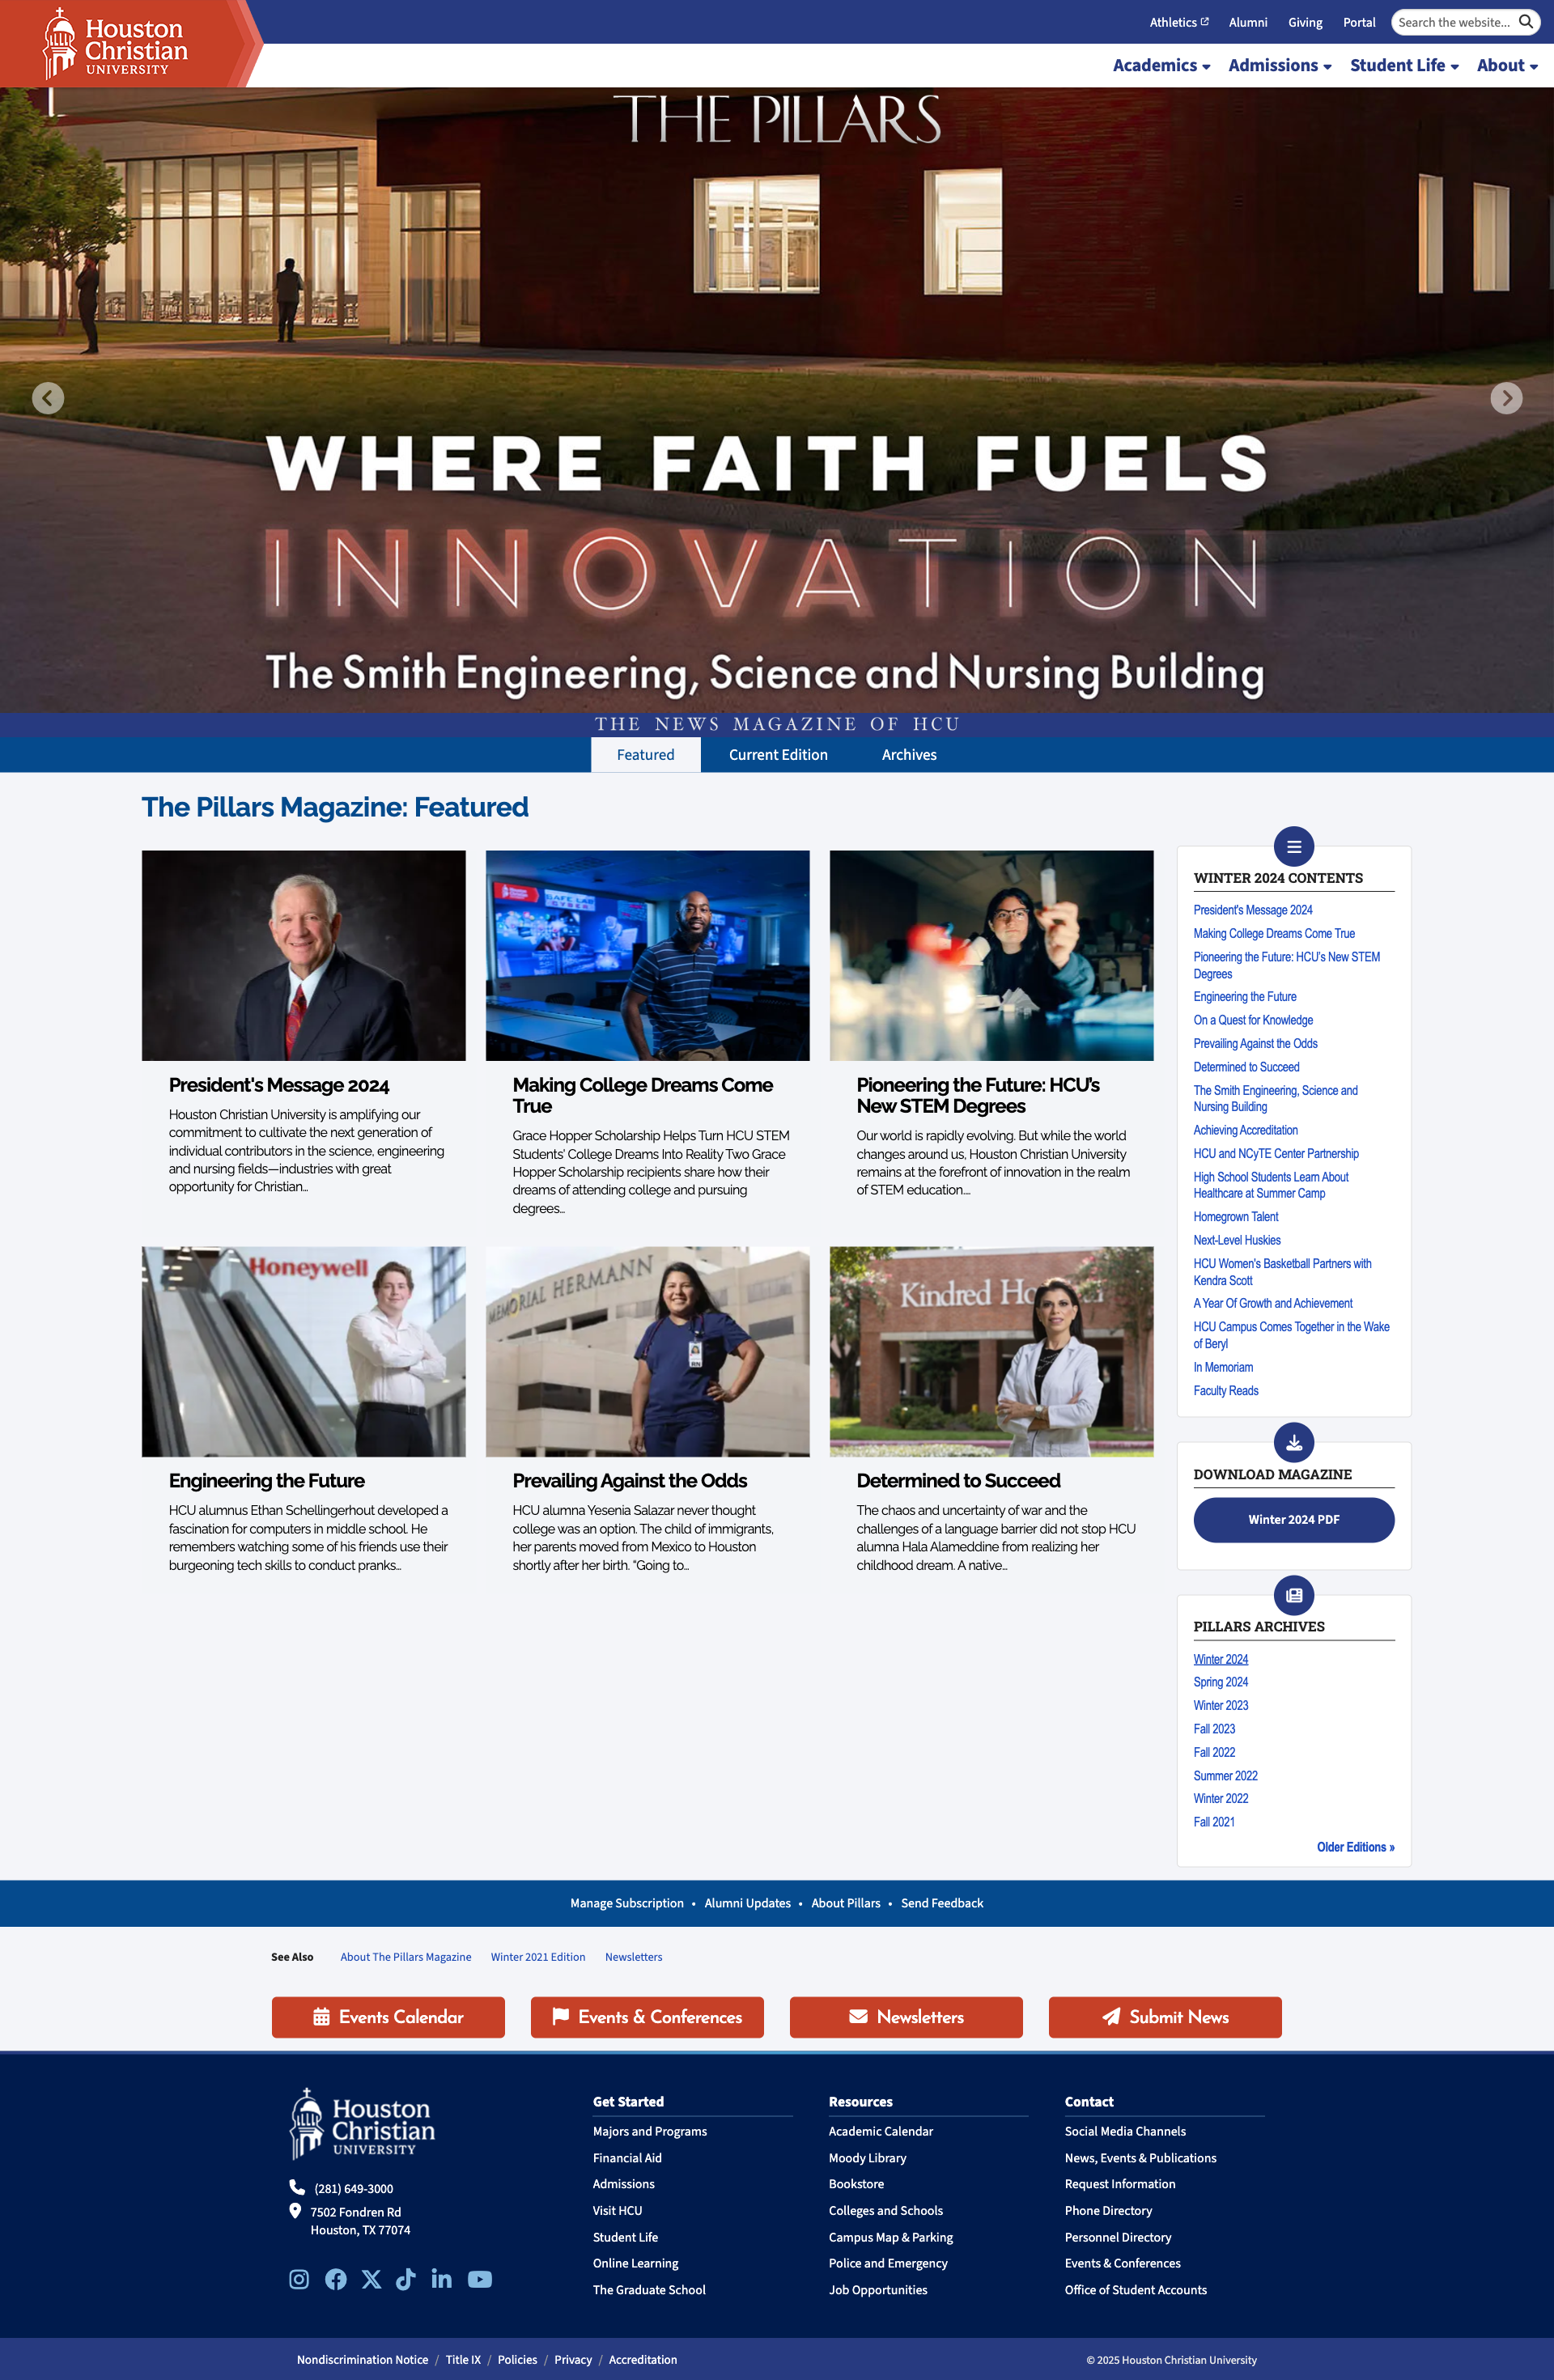 Houston
Christian
UNIVERSITY
Athletics
Alumni
Giving
Portal
Search the website...
Academics
Admissions
Student Life
About
THE PILLARS
WHERE FAITH FUELS
INNOVATION
The Smith Engineering, Science and Nursing Building
THE NEWS MAGAZINE OF HCU
Featured
Current Edition
Archives
The Pillars Magazine: Featured
President's Message 2024
Houston Christian University is amplifying our
commitment to cultivate the next generation of
individual contributors in the science, engineering
and nursing fields—industries with great
opportunity for Christian...
SAFE LAB
CYBER
Making College Dreams Come
True
Grace Hopper Scholarship Helps Turn HCU STEM
Students' College Dreams Into Reality Two Grace
Hopper Scholarship recipients share how their
dreams of attending college and pursuing
degrees...
Pioneering the Future: HCU's
New STEM Degrees
Our world is rapidly evolving. But while the world
changes around us, Houston Christian University
remains at the forefront of innovation in the realm
of STEM education....
Honeywell
Engineering the Future
HCU alumnus Ethan Schellingerhout developed a
fascination for computers in middle school. He
remembers watching some of his friends use their
burgeoning tech skills to conduct pranks...
MEMORIAL HERMANN
RN
Prevailing Against the Odds
HCU alumna Yesenia Salazar never thought
college was an option. The child of immigrants,
her parents moved from Mexico to Houston
shortly after her birth. "Going to...
Kindred
Determined to Succeed
The chaos and uncertainty of war and the
challenges of a language barrier did not stop HCU
alumna Hala Alameddine from realizing her
childhood dream. A native...
WINTER 2024 CONTENTS
President's Message 2024
Making College Dreams Come True
Pioneering the Future: HCU's New STEM
Degrees
Engineering the Future
On a Quest for Knowledge
Prevailing Against the Odds
Determined to Succeed
The Smith Engineering, Science and
Nursing Building
Achieving Accreditation
HCU and NCyTE Center Partnership
High School Students Learn About
Healthcare at Summer Camp
Homegrown Talent
Next-Level Huskies
HCU Women's Basketball Partners with
Kendra Scott
A Year Of Growth and Achievement
HCU Campus Comes Together in the Wake
of Beryl
In Memoriam
Faculty Reads
DOWNLOAD MAGAZINE
Winter 2024 PDF
PILLARS ARCHIVES
Winter 2024
Spring 2024
Winter 2023
Fall 2023
Fall 2022
Summer 2022
Winter 2022
Fall 2021
Older Editions »
Manage Subscription • Alumni Updates • About Pillars • Send Feedback
See Also
About The Pillars Magazine
Winter 2021 Edition
Newsletters
Events Calendar
Events & Conferences
Newsletters
Submit News
Houston
Christian
UNIVERSITY
(281) 649-3000
7502 Fondren Rd
Houston, TX 77074
Get Started
Majors and Programs
Financial Aid
Admissions
Visit HCU
Student Life
Online Learning
The Graduate School
Resources
Academic Calendar
Moody Library
Bookstore
Colleges and Schools
Campus Map & Parking
Police and Emergency
Job Opportunities
Contact
Social Media Channels
News, Events & Publications
Request Information
Phone Directory
Personnel Directory
Events & Conferences
Office of Student Accounts
Nondiscrimination Notice / Title IX / Policies / Privacy / Accreditation
© 2025 Houston Christian University